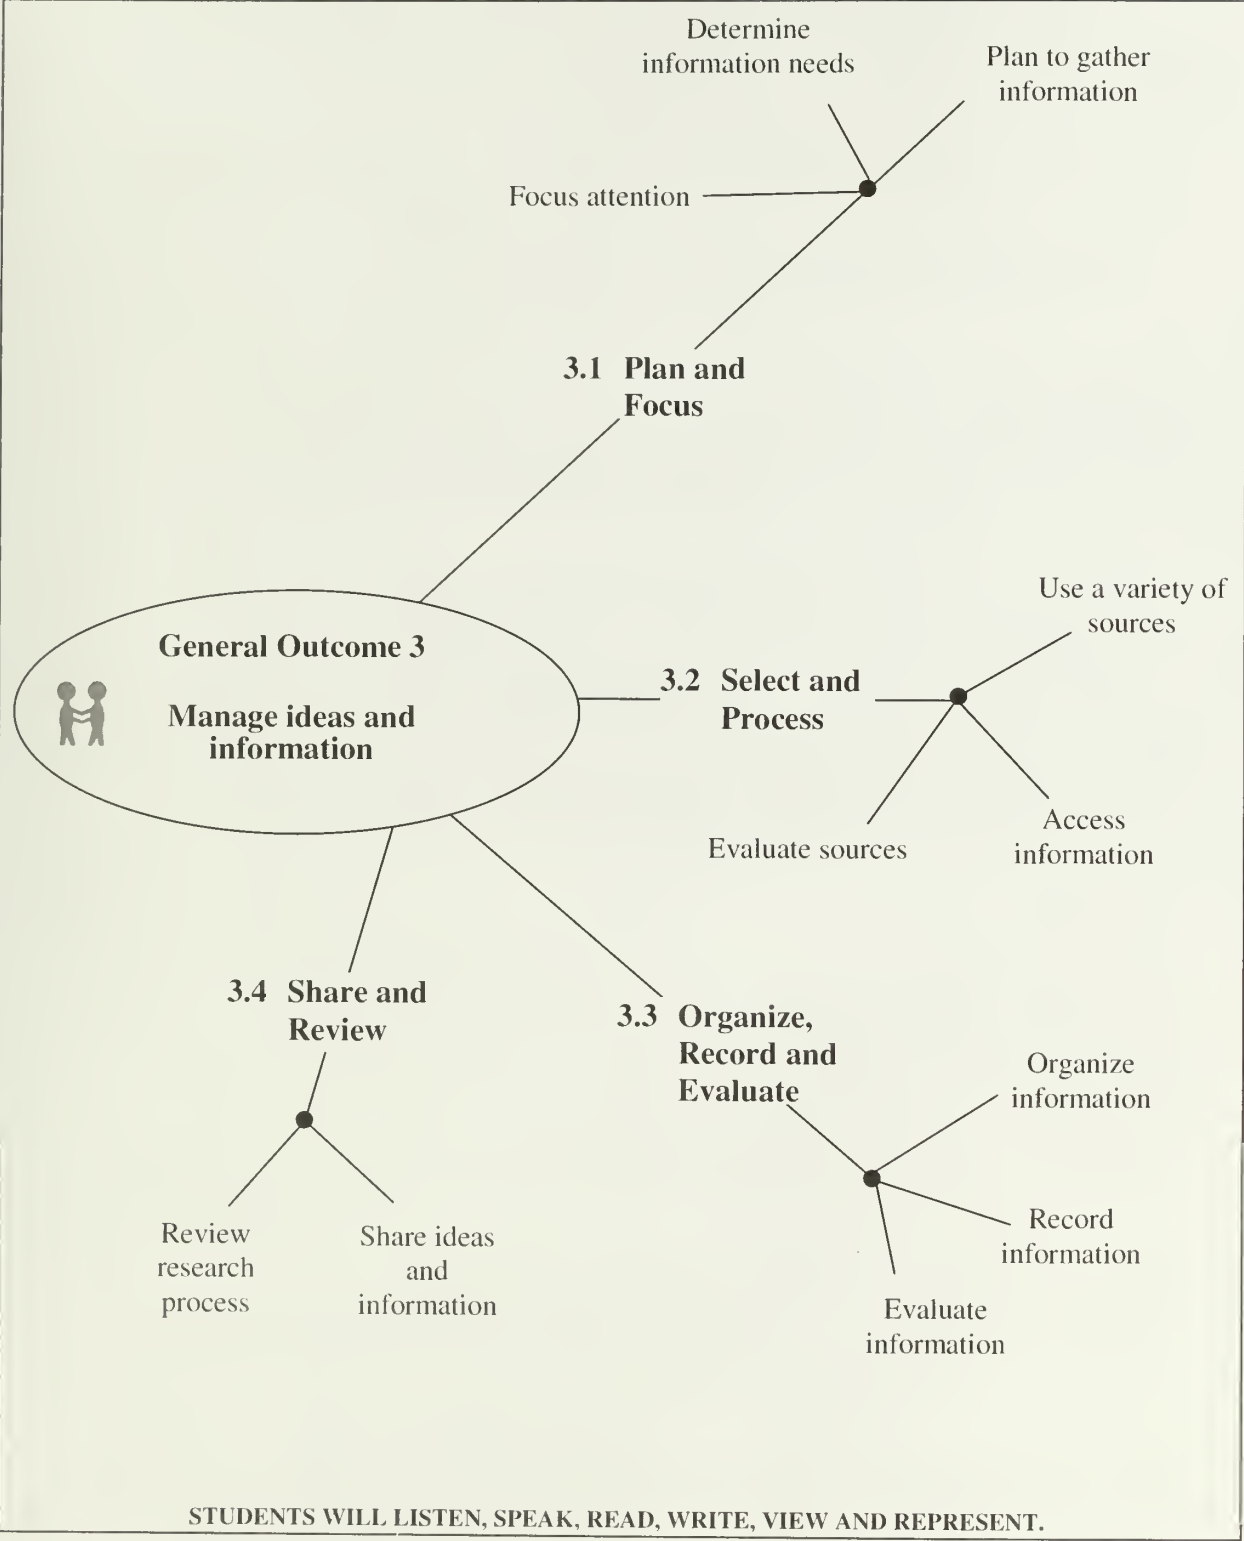 Determine
information needs
Plan to gather
information
Focus attention
3.1 Plan and
Focus
Use a variety of
sources
General Outcome 3
Manage ideas and
information
3.2 Select and
Process
Evaluate sources
Access
information
3.4 Share and
Review
3.3 Organize,
Record and
Evaluate
Organize
information
Review
research
process
Share ideas
and
information
Record
information
Evaluate
information
STUDENTS WILL LISTEN, SPEAK, READ, WRITE, VIEW AND REPRESENT.